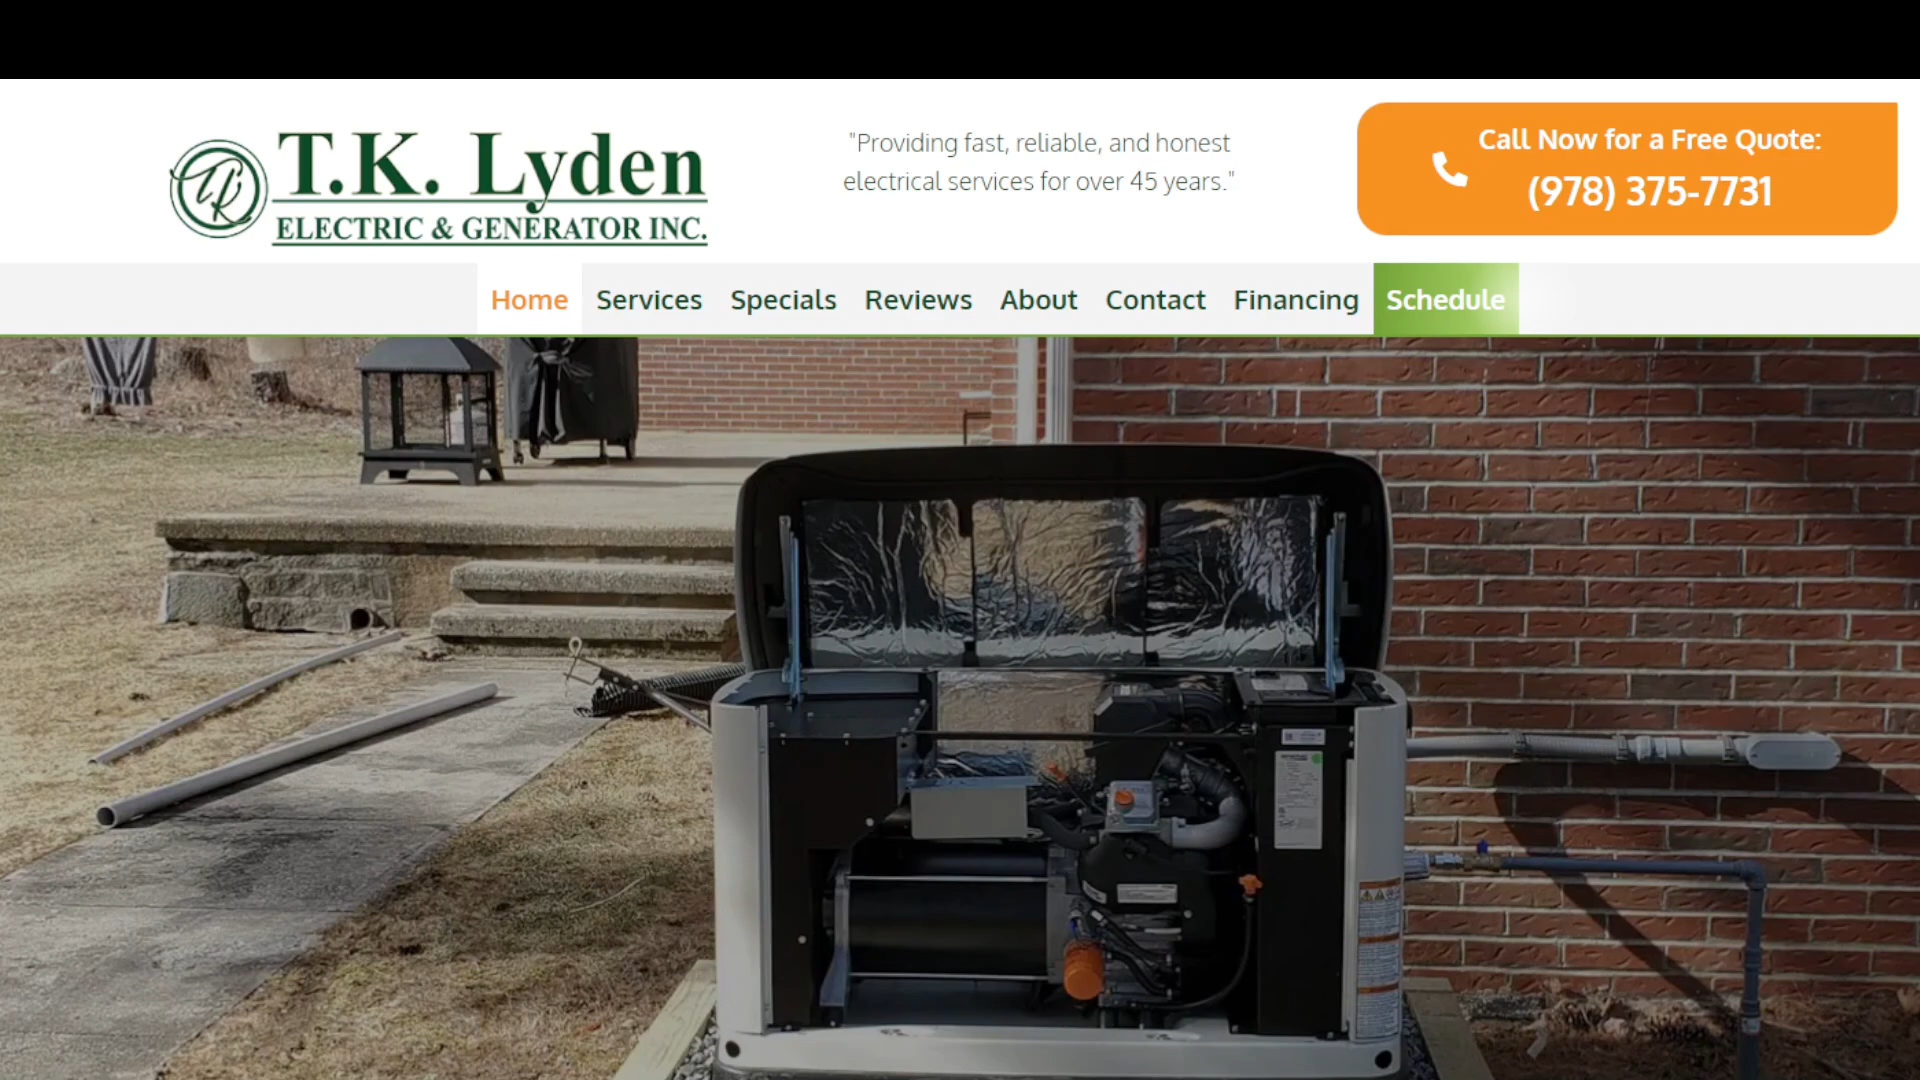 T.K. Lyden
ELECTRIC & GENERATOR INC.
"Providing fast, reliable, and honest
electrical services for over 45 years."
Call Now for a Free Quote:
(978) 375-7731
Home Services Specials Reviews About Contact Financing Schedule